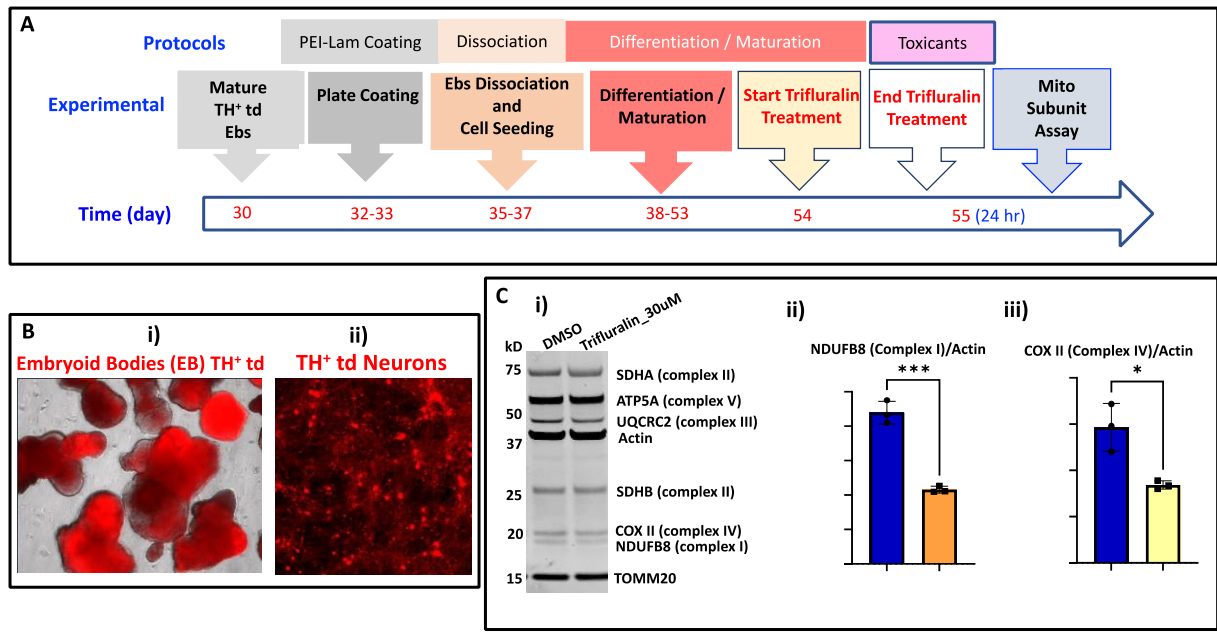 A
Protocols
PEI-Lam Coating
Dissociation
Differentiation / Maturation
Toxicants
Experimental
Mature
TH⁺ td
Ebs
Plate Coating
Ebs Dissociation
and
Cell Seeding
Differentiation /
Maturation
Start Trifluralin
Treatment
End Trifluralin
Treatment
Mito
Subunit
Assay
Time (day)
30
32-33
35-37
38-53
54
55 (24 hr)
B
i)
ii)
Embryoid Bodies (EB) TH⁺ td
TH⁺ td Neurons
C
i)
DMSO
Trifluralin_30uM
kD
75
50
37
25
20
15
SDHA (complex II)
ATP5A (complex V)
UQCRC2 (complex III)
Actin
SDHB (complex II)
COX II (complex IV)
NDUFB8 (complex I)
TOMM20
ii)
NDUFB8 (Complex I)/Actin
***
iii)
COX II (Complex IV)/Actin
*